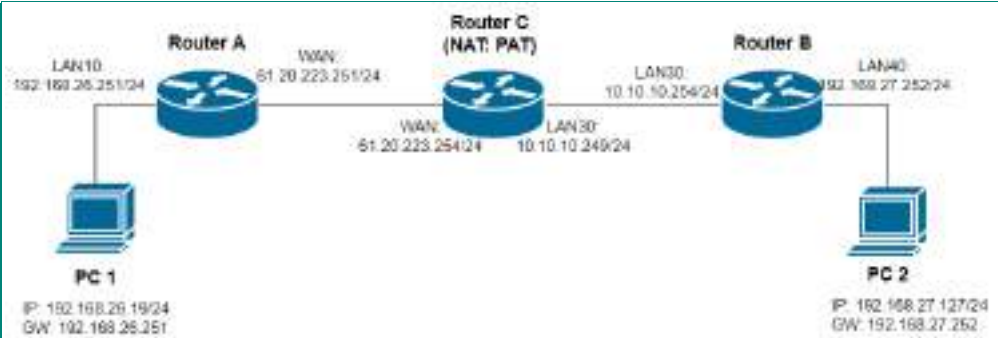 Router A
LAN10:
192.168.26.251/24
WAN:
61.20.223.251/24
Router C
(NAT: PAT)
WAN:
61.20.223.254/24
LAN30:
10.10.10.249/24
Router B
LAN30:
10.10.10.254/24
LAN40:
192.168.27.252/24
PC 1
IP: 192.168.26.19/24
GW: 192.168.26.251
PC 2
IP: 192.168.27.127/24
GW: 192.168.27.252